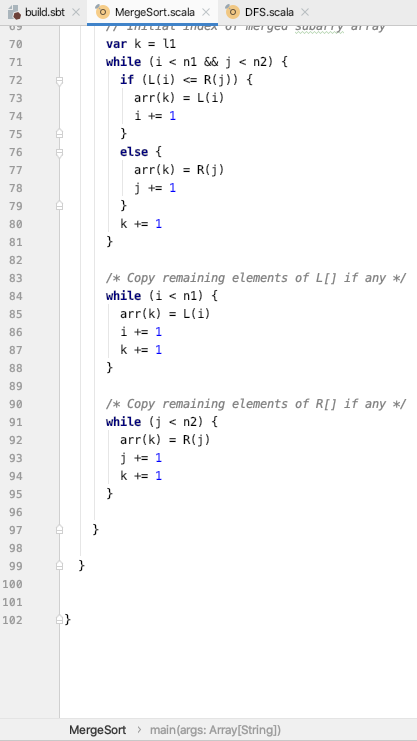 build.sbt MergeSort.scala DFS.scala
69 // Initial index of merged subarry array
70 var k = l1
71 while (i < n1 && j < n2) {
72 if (L(i) <= R(j)) {
73 arr(k) = L(i)
74 i += 1
75 }
76 else {
77 arr(k) = R(j)
78 j += 1
79 }
80 k += 1
81 }
82
83 /* Copy remaining elements of L[] if any */
84 while (i < n1) {
85 arr(k) = L(i)
86 i += 1
87 k += 1
88 }
89
90 /* Copy remaining elements of R[] if any */
91 while (j < n2) {
92 arr(k) = R(j)
93 j += 1
94 k += 1
95 }
96
97 }
98
99 }
100
101
102 }
MergeSort › main(args: Array[String])